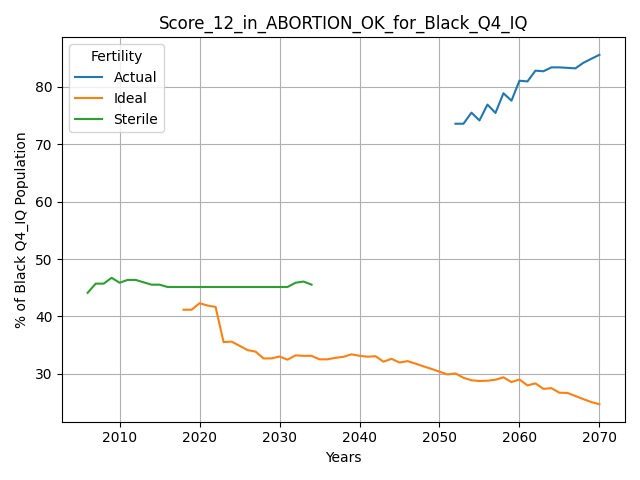 Score_12_in_ABORTION_OK_for_Black_Q4_IQ
Fertility
Actual
Ideal
Sterile
% of Black Q4_IQ Population
80
70
60
50
40
30
2010 2020 2030 2040 2050 2060 2070
Years